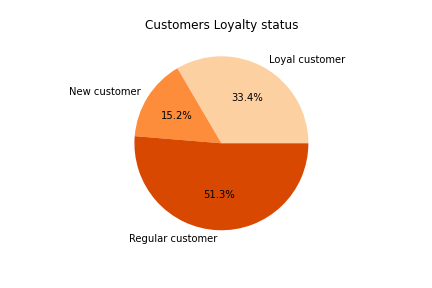 Customers Loyalty status
Loyal customer
33.4%
New customer
15.2%
51.3%
Regular customer